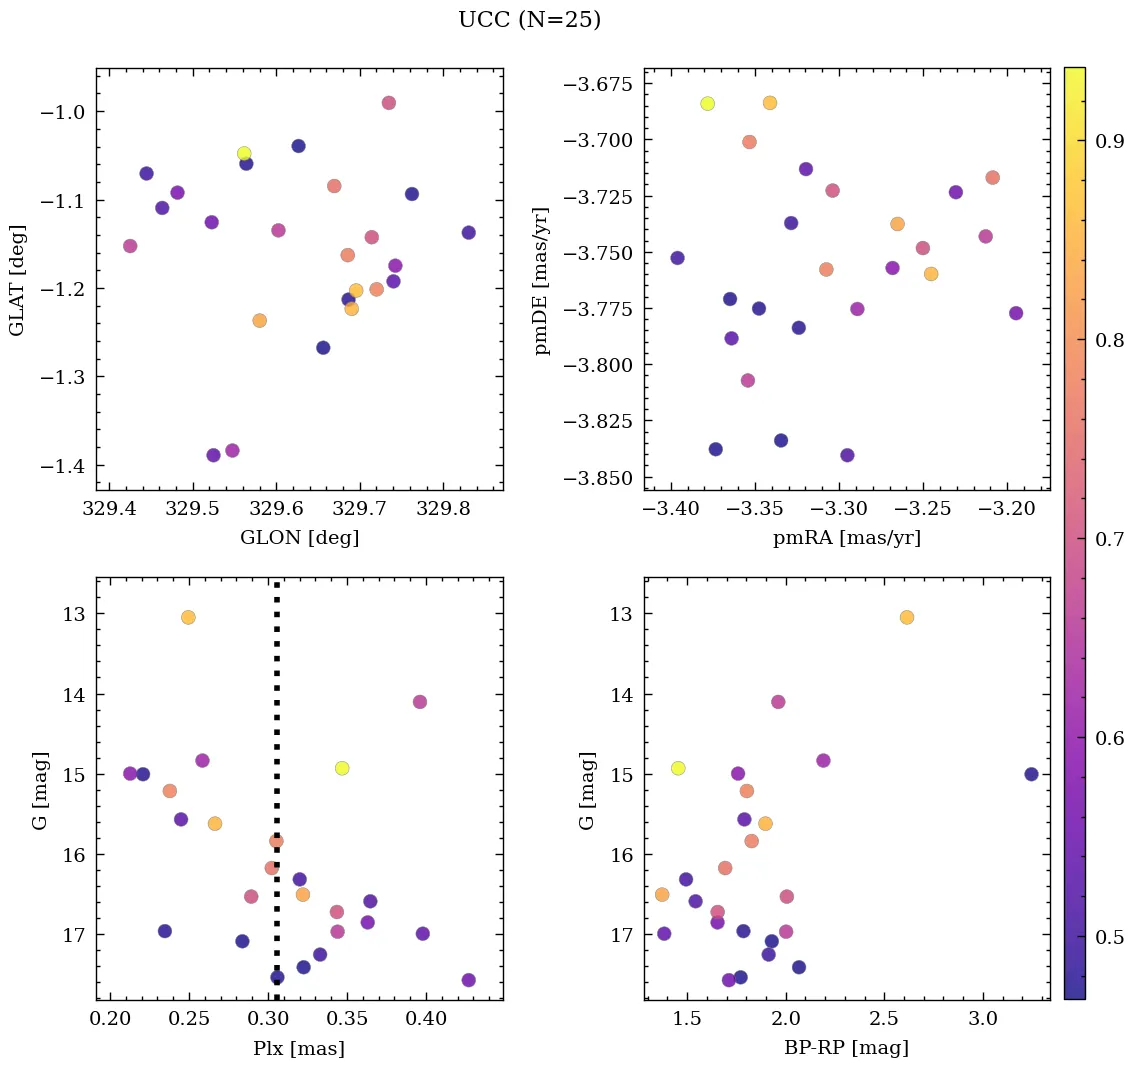 UCC (N=25)
−1.0
−1.1
−1.2
−1.3
−1.4
GLAT [deg]
329.4 329.5 329.6 329.7 329.8
GLON [deg]
−3.675
−3.700
−3.725
−3.750
−3.775
−3.800
−3.825
−3.850
pmDE [mas/yr]
−3.40 −3.35 −3.30 −3.25 −3.20
pmRA [mas/yr]
13
14
15
16
17
G [mag]
0.20 0.25 0.30 0.35 0.40
Plx [mas]
13
14
15
16
17
G [mag]
1.5 2.0 2.5 3.0
BP-RP [mag]
0.9
0.8
0.7
0.6
0.5